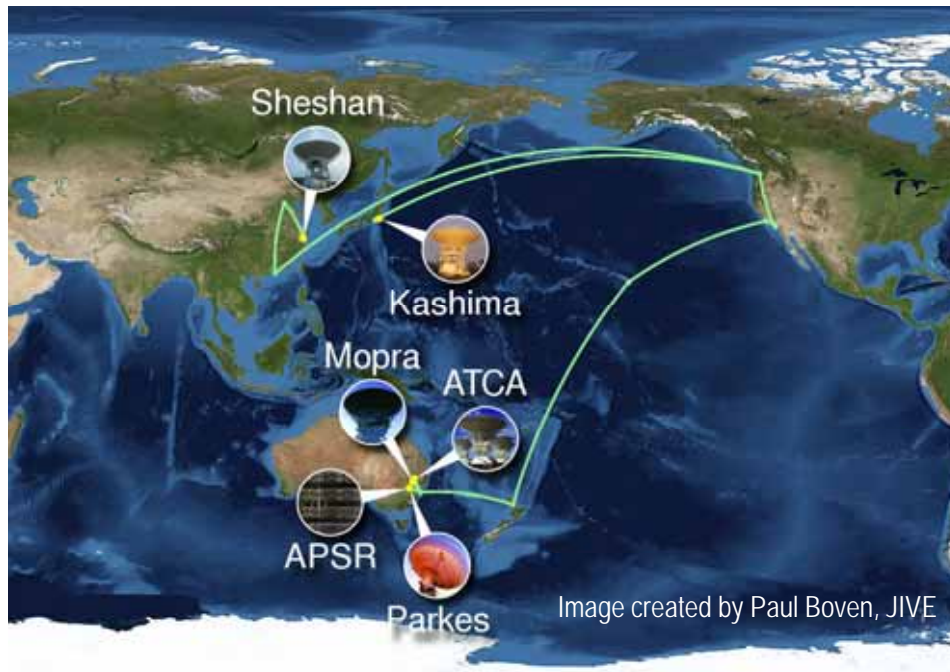 Sheshan
Kashima
Mopra
ATCA
APSR
Parkes
Image created by Paul Boven, JIVE